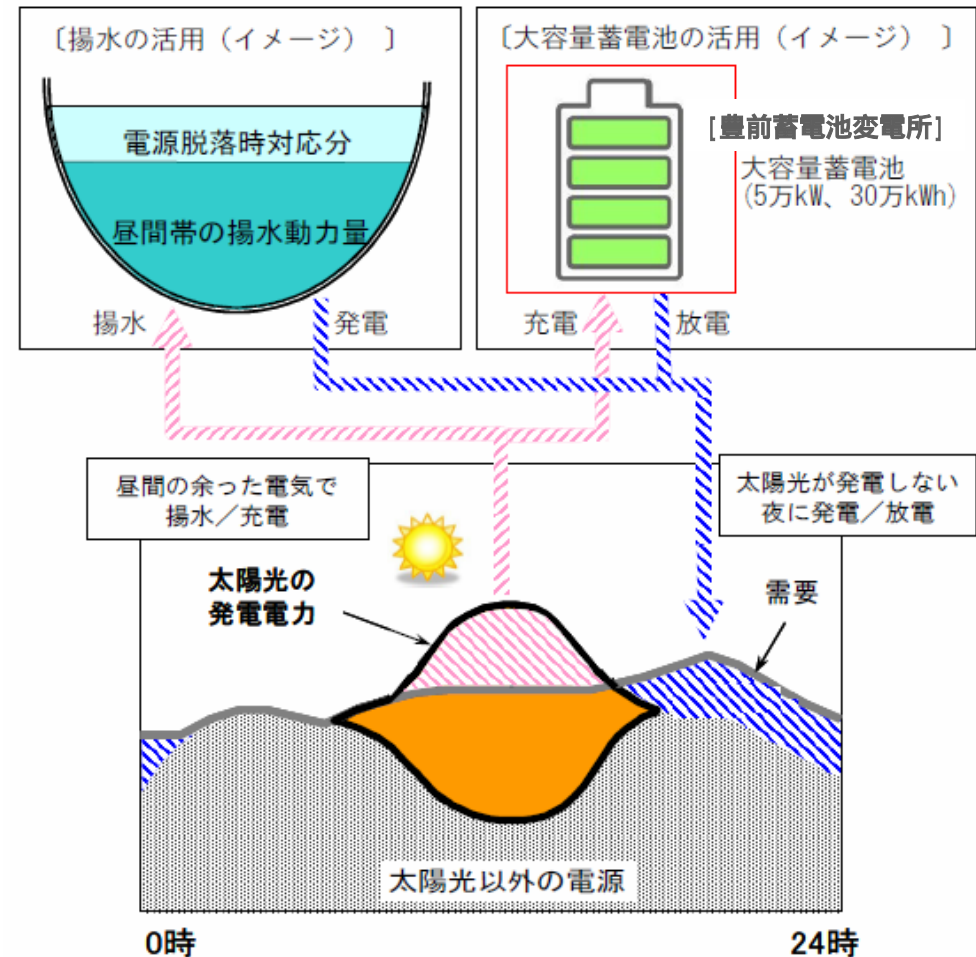 〔揚水の活用（イメージ） 〕
電源脱落時対応分
昼間帯の揚水動力量
揚水
発電
〔大容量蓄電池の活用（イメージ） 〕
[豊前蓄電池変電所]
大容量蓄電池
(5万kW、30万kWh)
充電
放電
昼間の余った電気で
揚水／充電
太陽光が発電しない
夜に発電／放電
太陽光の
発電電力
需要
太陽光以外の電源
0時
24時